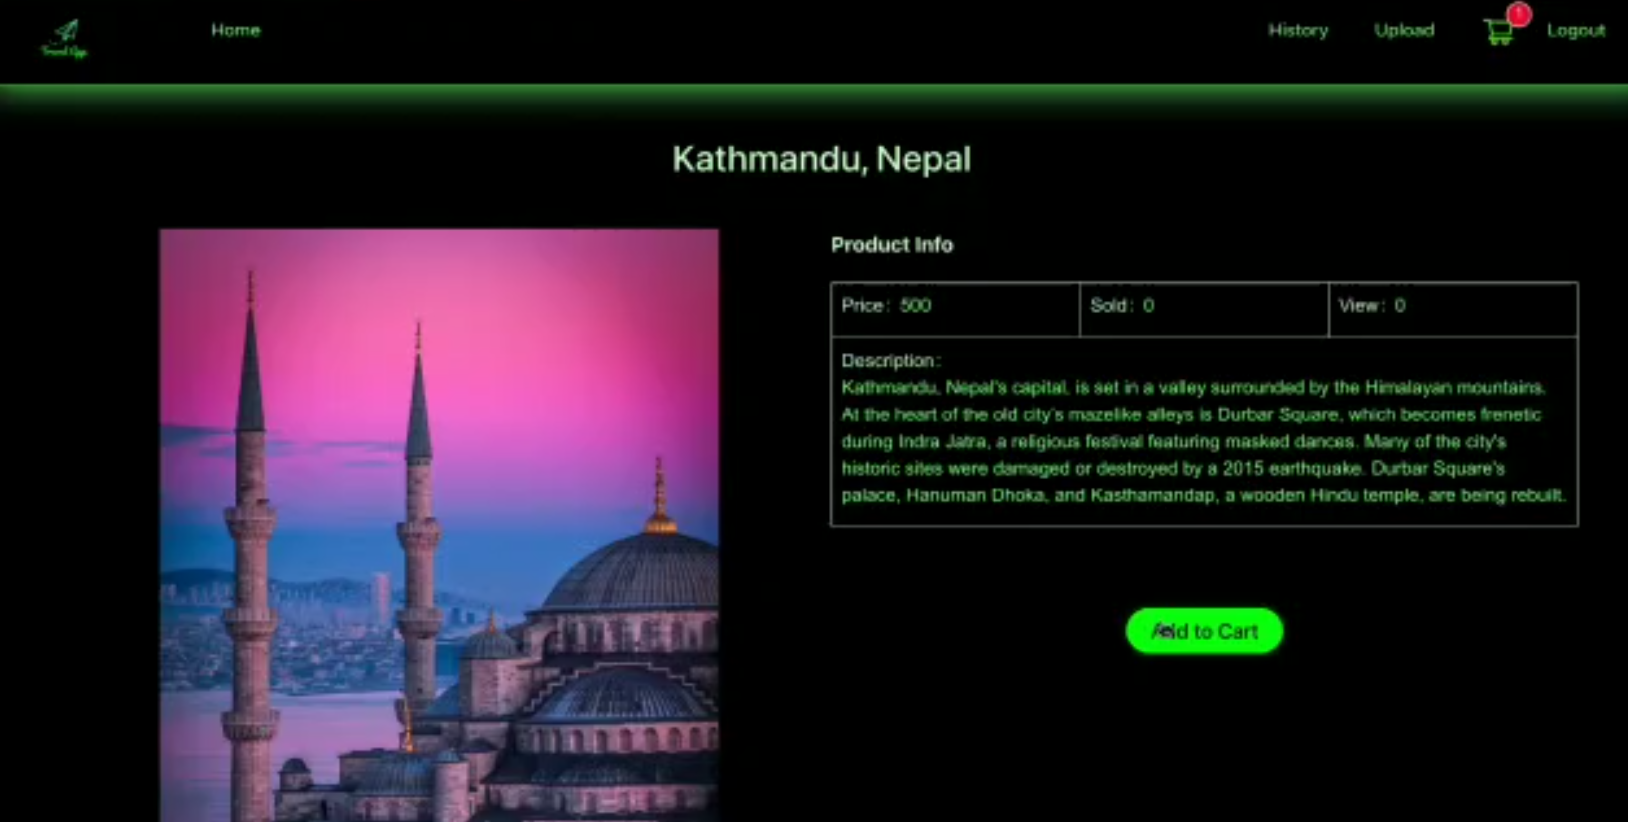 Travel App
Home
History
Upload
1
Logout
Kathmandu, Nepal
Product Info
Price: 500
Sold: 0
View: 0
Description:
Kathmandu, Nepal's capital, is set in a valley surrounded by the Himalayan mountains.
At the heart of the old city's mazelike alleys is Durbar Square, which becomes frenetic
during Indra Jatra, a religious festival featuring masked dances. Many of the city's
historic sites were damaged or destroyed by a 2015 earthquake. Durbar Square's
palace, Hanuman Dhoka, and Kasthamandap, a wooden Hindu temple, are being rebuilt.
Add to Cart